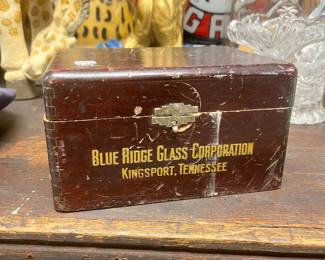 BLUE RIDGE GLASS CORPORATION
KINGSPORT, TENNESSEE